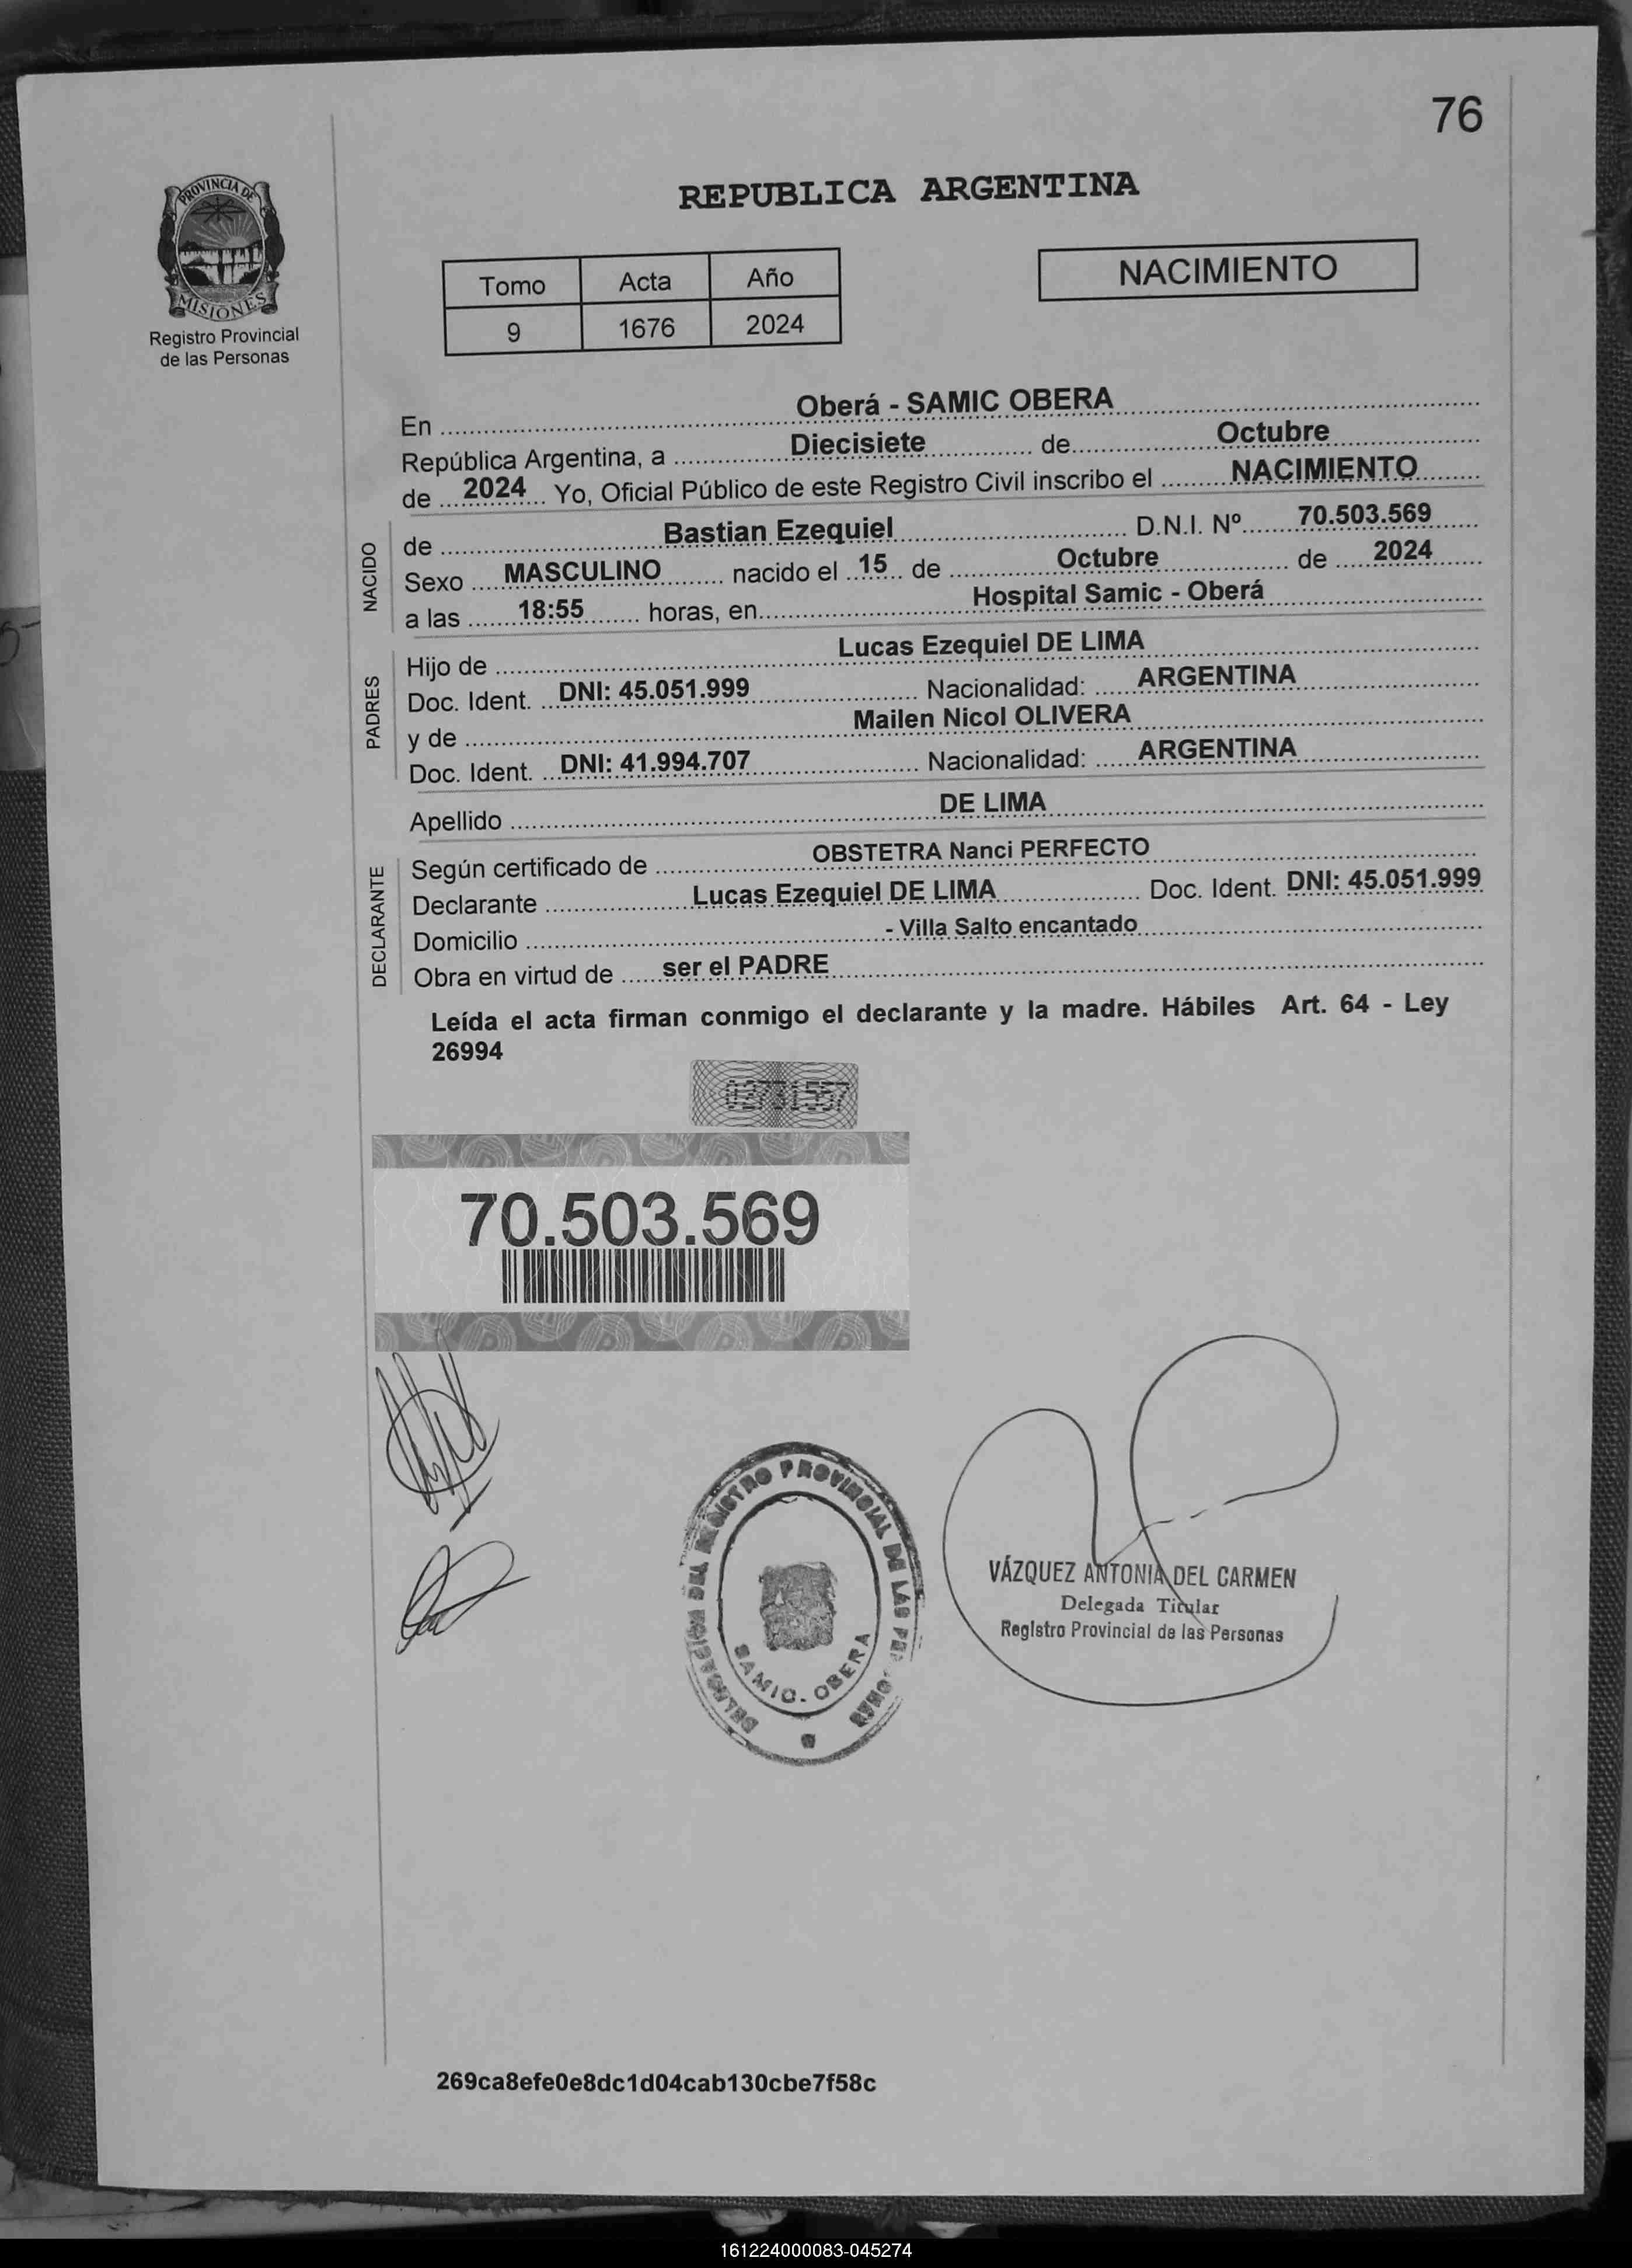 76
PROVINCIA DE
MISIONES
Registro Provincial
de las Personas
REPUBLICA ARGENTINA
Tomo Acta Año
9 1676 2024
NACIMIENTO
En Oberá - SAMIC OBERA
República Argentina, a Diecisiete de Octubre
de 2024 Yo, Oficial Público de este Registro Civil inscribo el NACIMIENTO
NACIDO
de Bastian Ezequiel D.N.I. Nº 70.503.569
Sexo MASCULINO nacido el 15 de Octubre de 2024
a las 18:55 horas, en Hospital Samic - Oberá
PADRES
Hijo de Lucas Ezequiel DE LIMA
Doc. Ident. DNI: 45.051.999 Nacionalidad: ARGENTINA
y de Mailen Nicol OLIVERA
Doc. Ident. DNI: 41.994.707 Nacionalidad: ARGENTINA
Apellido DE LIMA
DECLARANTE
Según certificado de OBSTETRA Nanci PERFECTO
Declarante Lucas Ezequiel DE LIMA Doc. Ident. DNI: 45.051.999
Domicilio - Villa Salto encantado
Obra en virtud de ser el PADRE
Leída el acta firman conmigo el declarante y la madre. Hábiles Art. 64 - Ley
26994
70.503.569
DELEGACION DEL REGISTRO PROVINCIAL DE LAS PERSONAS
SAMIC - OBERA
VÁZQUEZ ANTONIA DEL CARMEN
Delegada Titular
Registro Provincial de las Personas
269ca8efe0e8dc1d04cab130cbe7f58c
161224000083-045274